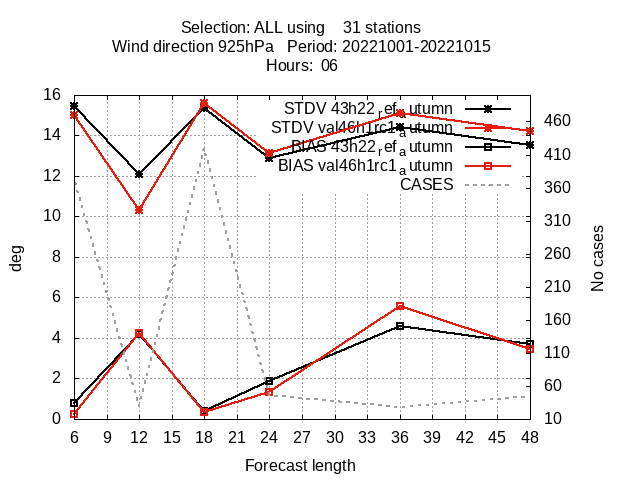 Selection: ALL using 31 stations
Wind direction 925hPa Period: 20221001-20221015
Hours: 06
STDV 43h22_ref_autumn
STDV val46h1rc1_autumn
BIAS 43h22_ref_autumn
BIAS val46h1rc1_autumn
CASES
16
14
12
10
8
6
4
2
0
deg
460
410
360
310
260
210
160
110
60
10
No cases
6 9 12 15 18 21 24 27 30 33 36 39 42 45 48
Forecast length